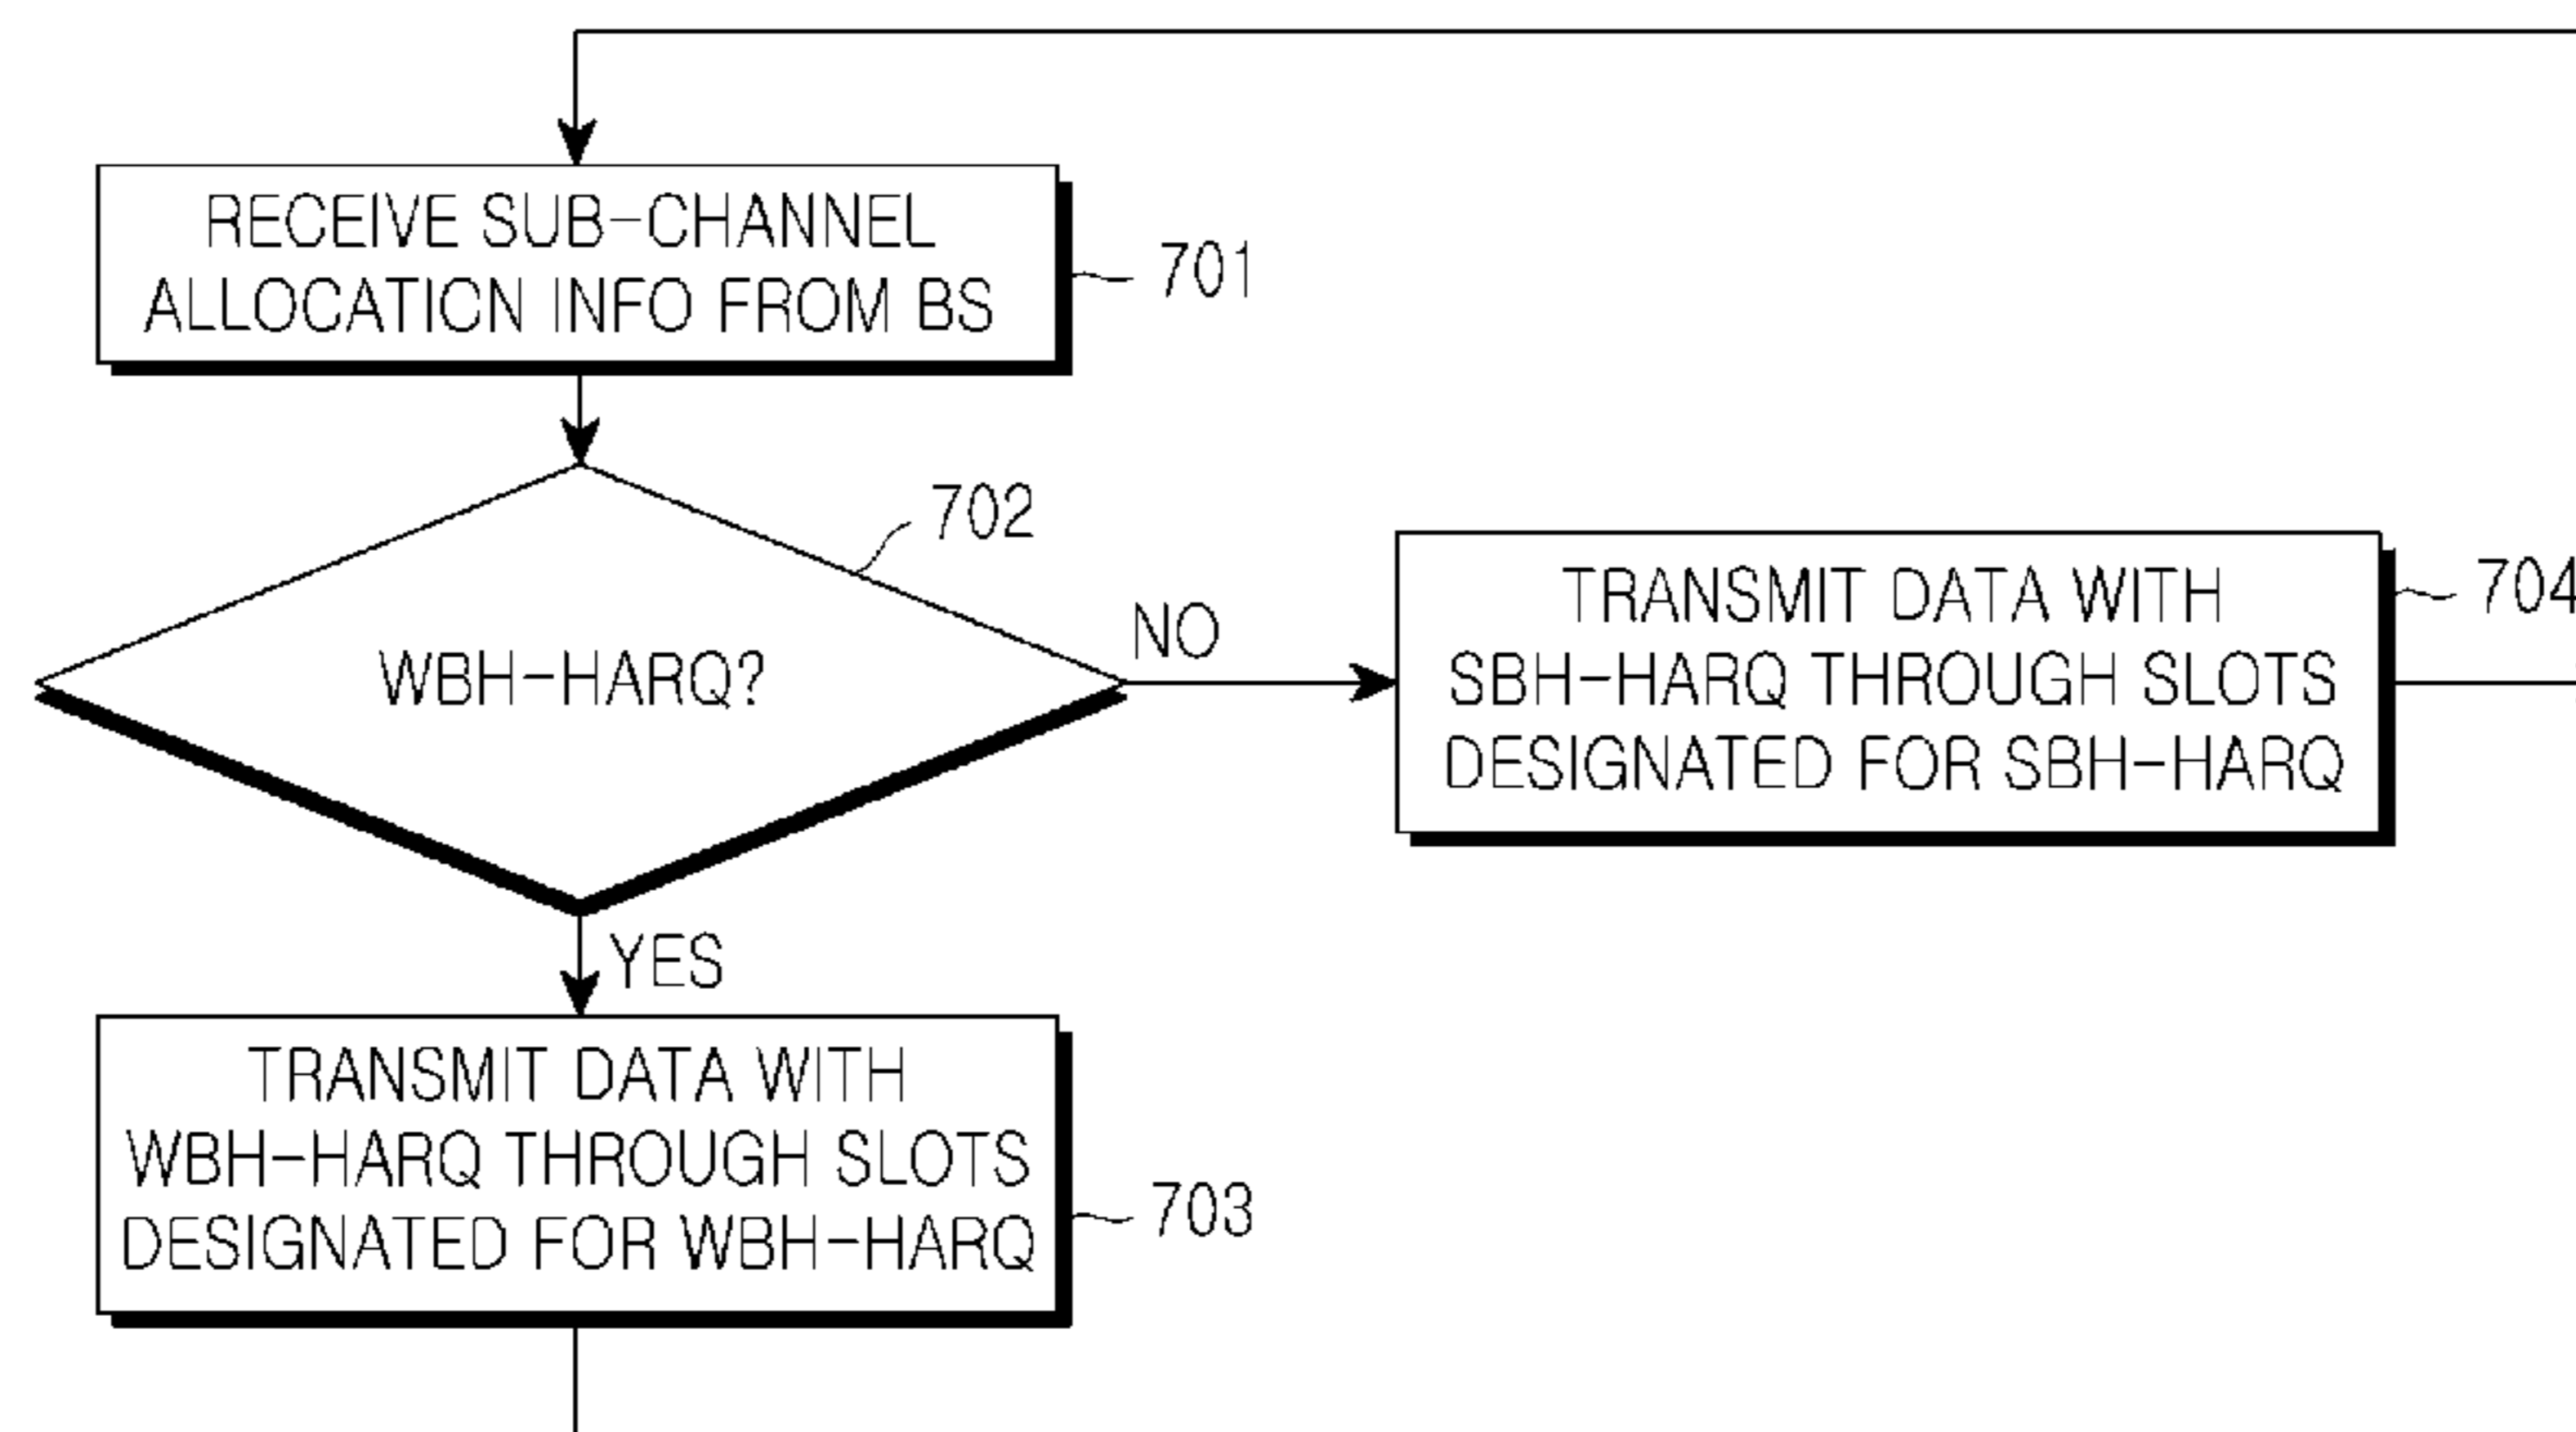 RECEIVE SUB-CHANNEL
ALLOCATION INFO FROM BS
701
702
WBH-HARQ?
NO
TRANSMIT DATA WITH
SBH-HARQ THROUGH SLOTS
DESIGNATED FOR SBH-HARQ
704
YES
TRANSMIT DATA WITH
WBH-HARQ THROUGH SLOTS
DESIGNATED FOR WBH-HARQ
703